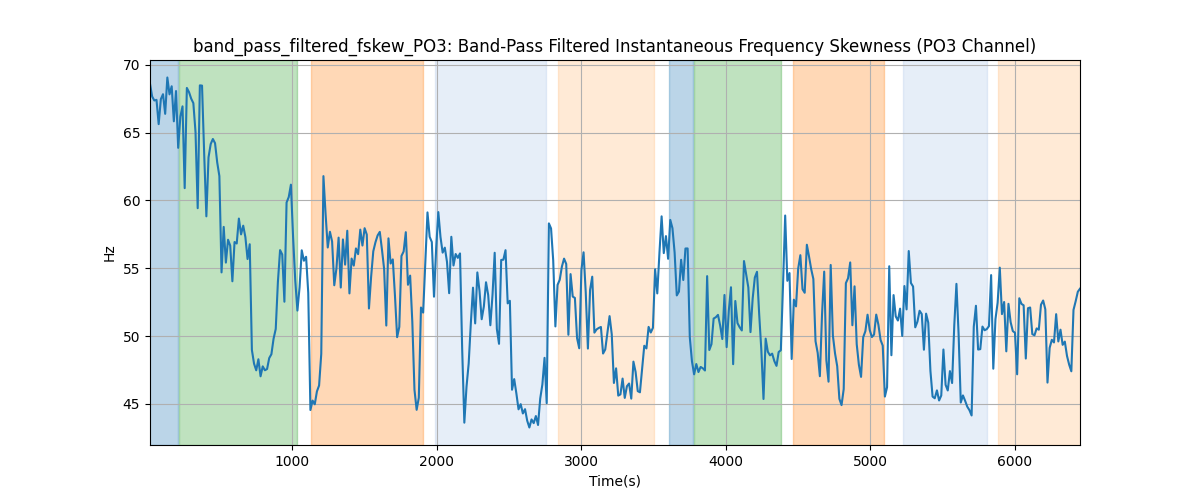 band_pass_filtered_fskew_PO3: Band-Pass Filtered Instantaneous Frequency Skewness (PO3 Channel)
70
65
60
55
50
45
Hz
1000 2000 3000 4000 5000 6000
Time(s)